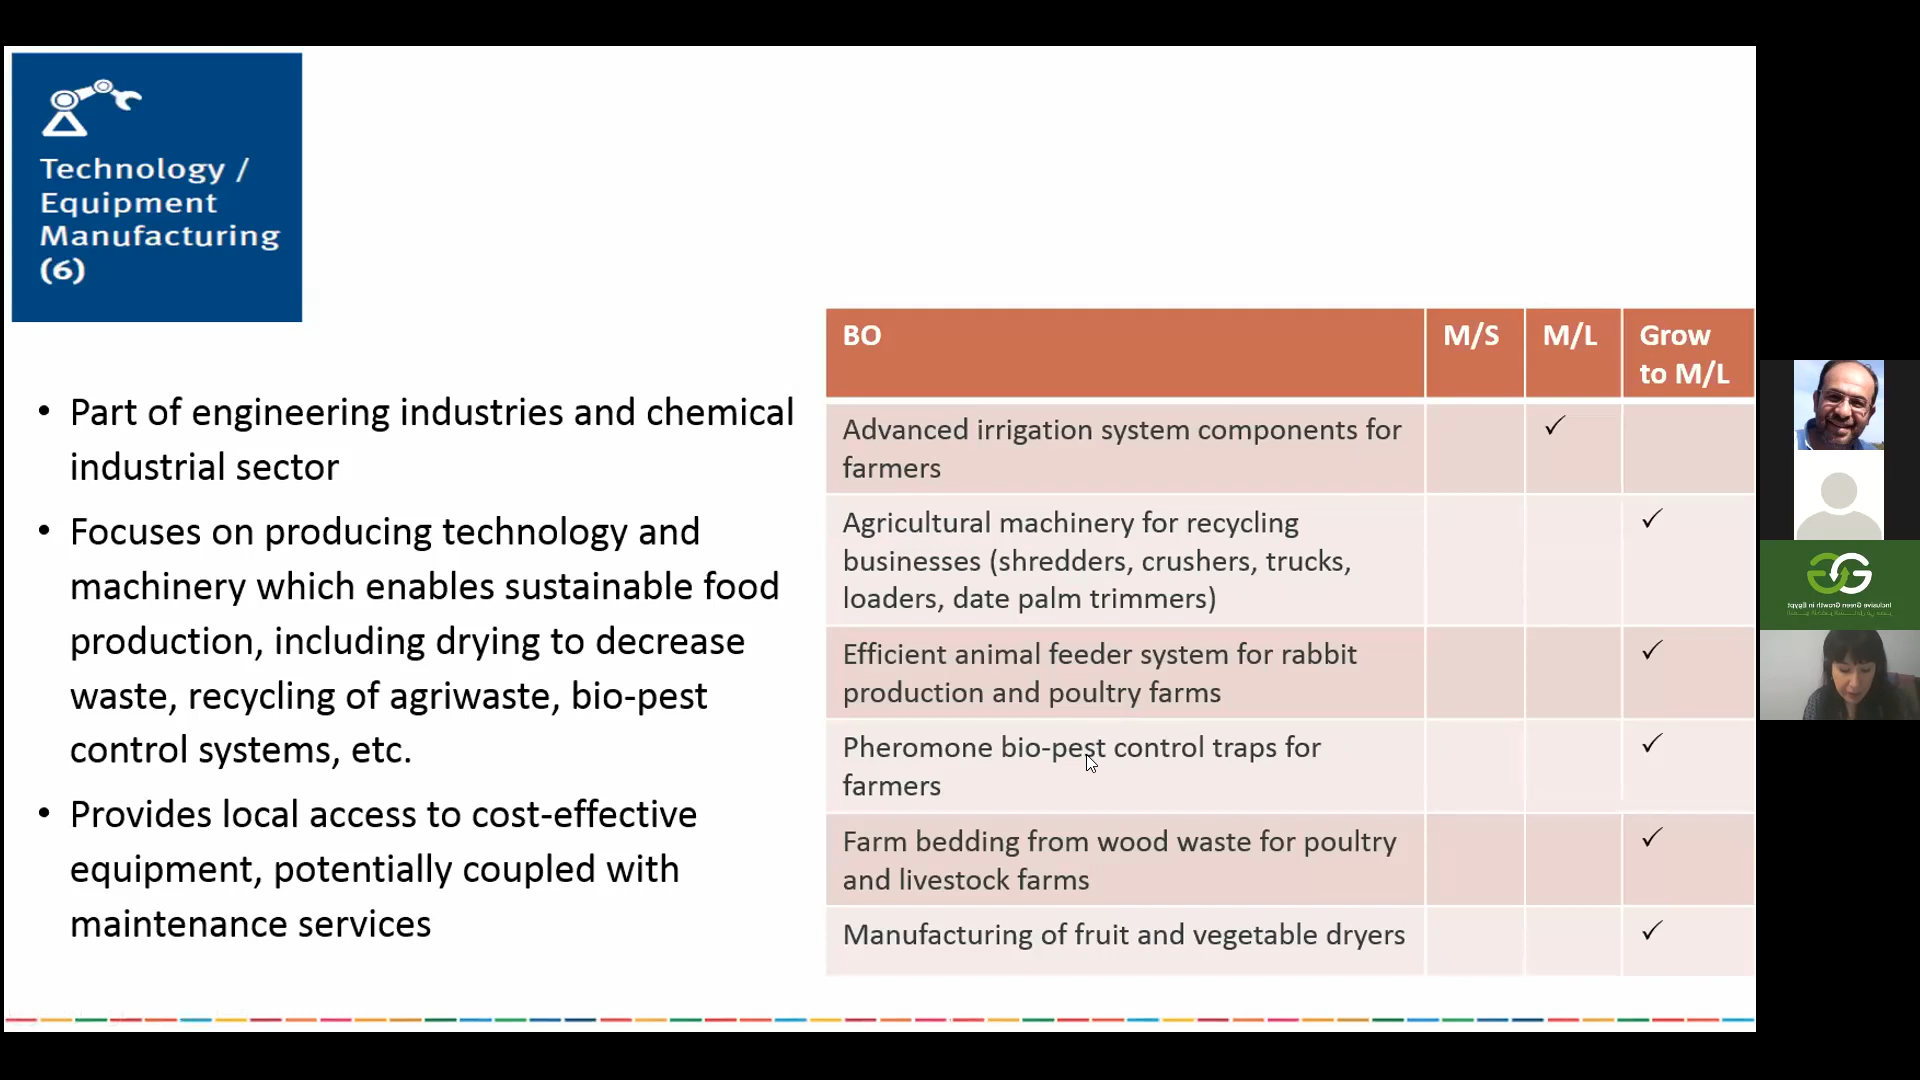 Technology /
Equipment
Manufacturing
(6)
• Part of engineering industries and chemical
industrial sector
• Focuses on producing technology and
machinery which enables sustainable food
production, including drying to decrease
waste, recycling of agriwaste, bio-pest
control systems, etc.
• Provides local access to cost-effective
equipment, potentially coupled with
maintenance services
BO M/S M/L Grow
to M/L
Advanced irrigation system components for ✓
farmers
Agricultural machinery for recycling ✓
businesses (shredders, crushers, trucks,
loaders, date palm trimmers)
Efficient animal feeder system for rabbit ✓
production and poultry farms
Pheromone bio-pest control traps for ✓
farmers
Farm bedding from wood waste for poultry ✓
and livestock farms
Manufacturing of fruit and vegetable dryers ✓
Inclusive Green Growth in Egypt